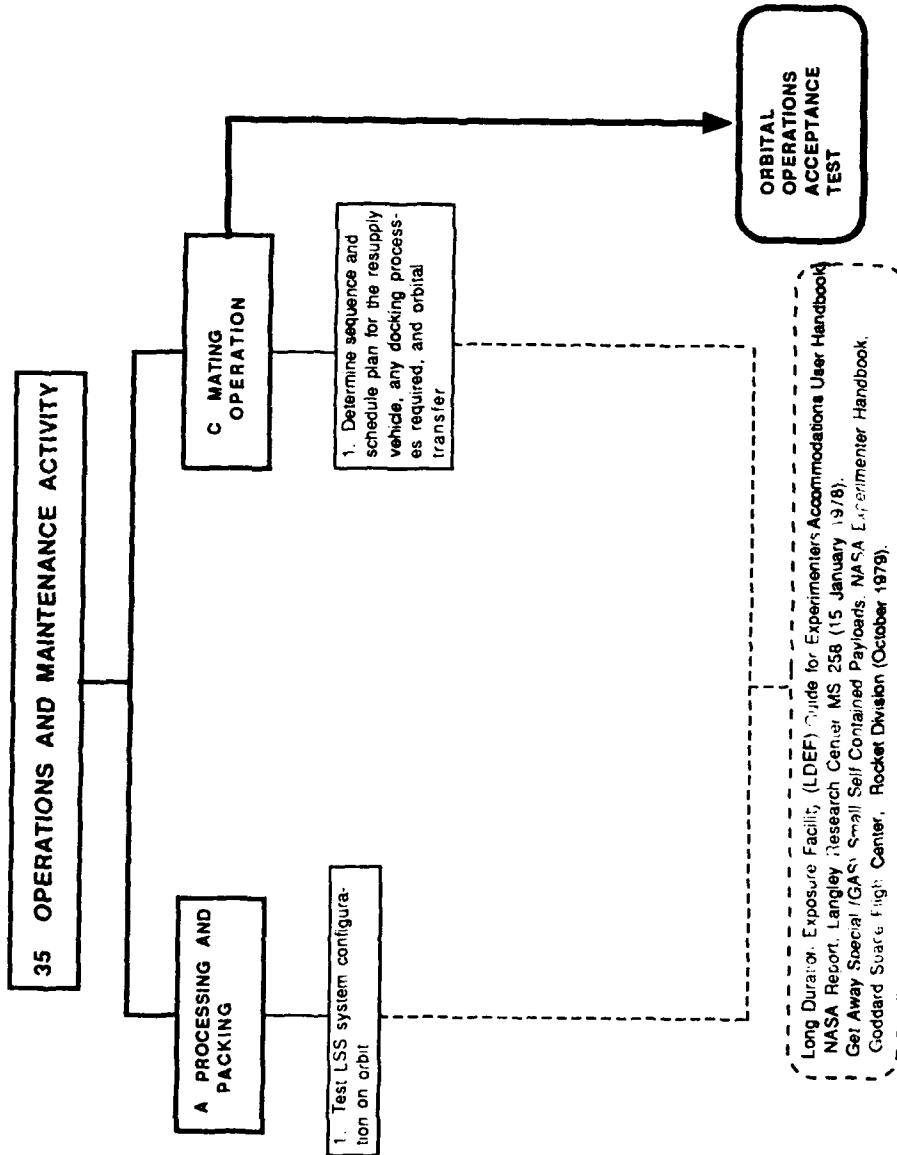 35 OPERATIONS AND MAINTENANCE ACTIVITY
A PROCESSING AND
PACKING
1. Test LSS system configura-
tion on orbit
C MATING
OPERATION
1. Determine sequence and
schedule plan for the resupply
vehicle, any docking process-
es required, and orbital
transfer
ORBITAL
OPERATIONS
ACCEPTANCE
TEST
Long Duration Exposure Facility (LDEF) Guide for Experimenters Accommodations User Handbook
NASA Report, Langley Research Center MS 258 (15 January 1978).
Get Away Special (GAS) Small Self Contained Payloads. NASA Experimenter Handbook,
Goddard Space Flight Center, Rocket Division (October 1979).